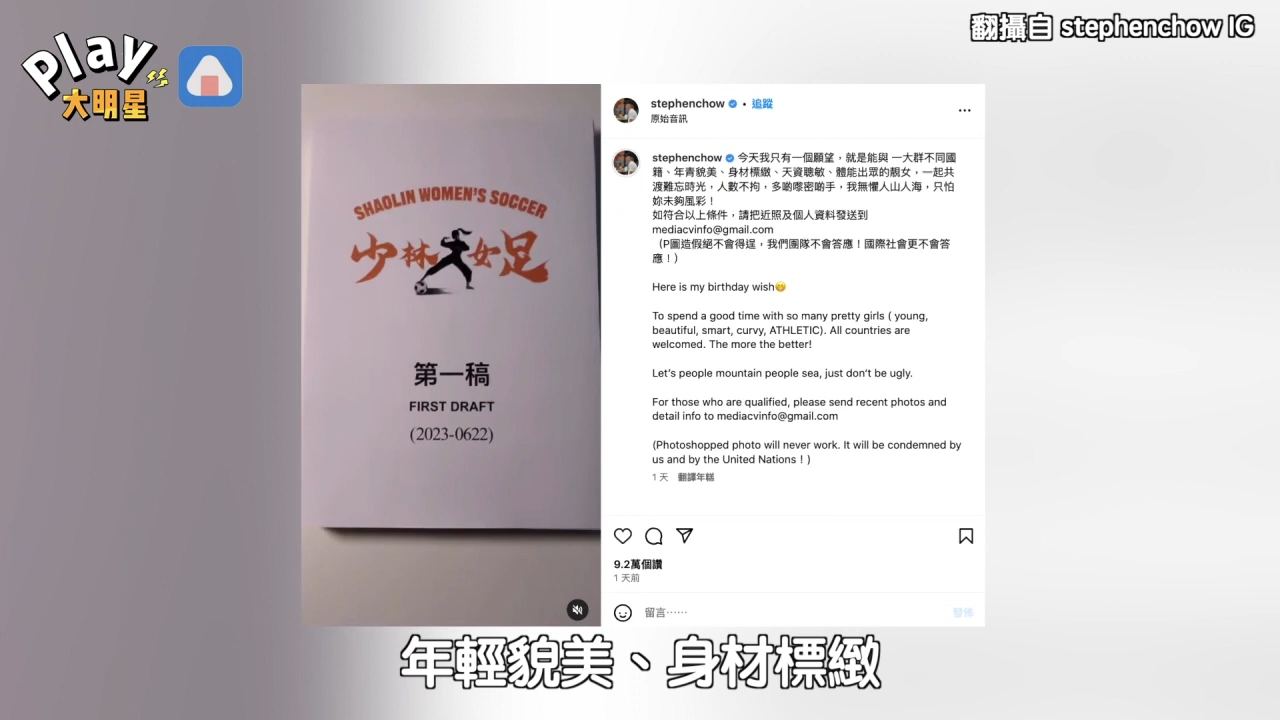 Play
大明星
翻攝自 stephenchow IG
SHAOLIN WOMEN'S SOCCER
少林女足
第一稿
FIRST DRAFT
(2023-0622)
stephenchow • 追蹤
原始音訊
stephenchow 今天我只有一個願望，就是能與 一大群不同國
籍、年青貌美、身材標緻、天資聰敏、體能出眾的靚女，一起共
渡難忘時光，人數不拘，多啲嚟密啲手，我無懼人山人海，只怕
妳未夠風彩！
如符合以上條件，請把近照及個人資料發送到
mediacvinfo@gmail.com
（P圖造假絕不會得逞，我們團隊不會答應！國際社會更不會答
應！）
Here is my birthday wish🤭
To spend a good time with so many pretty girls ( young,
beautiful, smart, curvy, ATHLETIC). All countries are
welcomed. The more the better!
Let's people mountain people sea, just don't be ugly.
For those who are qualified, please send recent photos and
detail info to mediacvinfo@gmail.com
(Photoshopped photo will never work. It will be condemned by
us and by the United Nations！)
1 天 翻譯年糕
9.2萬個讚
1 天前
留言……
發佈
年輕貌美、身材標緻